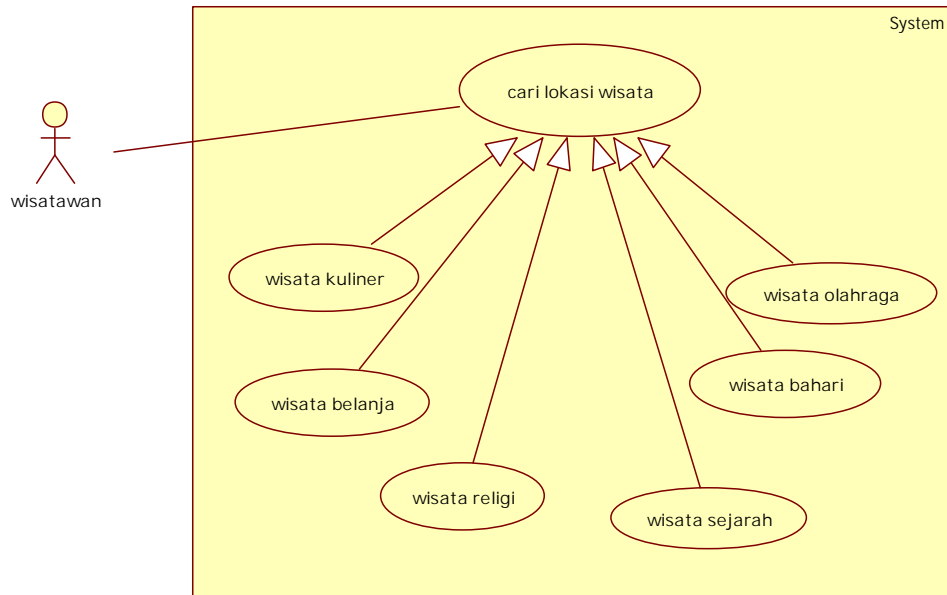 System
cari lokasi wisata
wisatawan
wisata kuliner
wisata olahraga
wisata bahari
wisata belanja
wisata religi
wisata sejarah